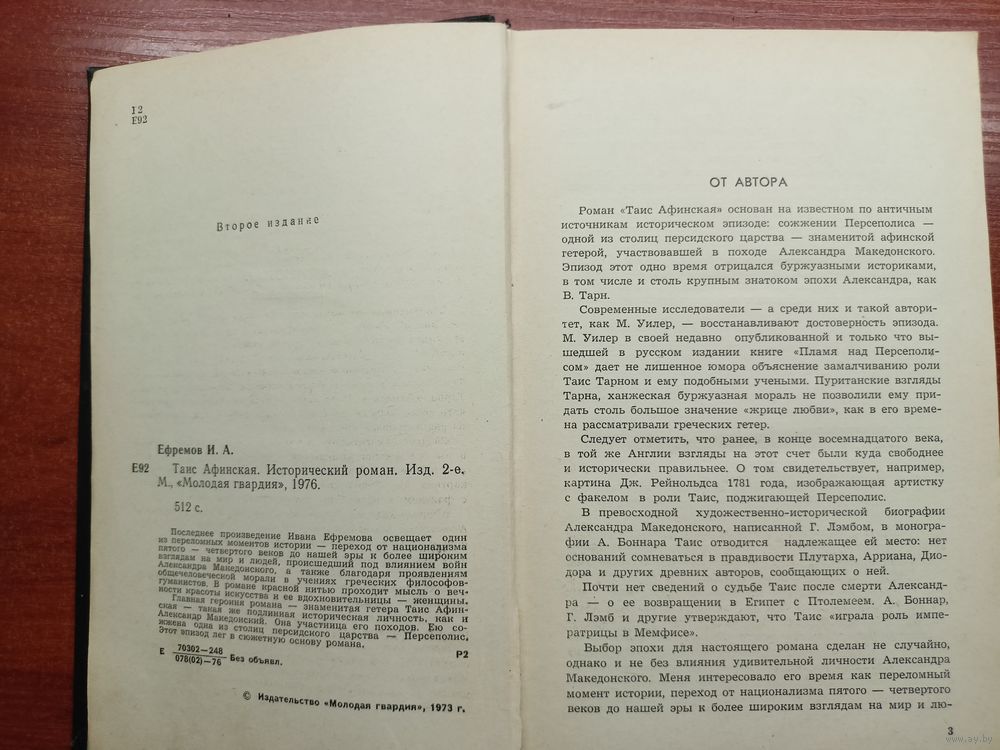 12
Е92
Второе издание
Ефремов И. А.
Е92 Таис Афинская. Исторический роман. Изд. 2-е.
М., «Молодая гвардия», 1976.
512 с.
Последнее произведение Ивана Ефремова освещает один
из переломных моментов истории — переход от национализма
пятого — четвертого веков до нашей эры к более широким
взглядам на мир и людей, происшедший под влиянием войн
Александра Македонского, а также благодаря проявлениям
общечеловеческой морали в учениях греческих философов-
гуманистов. В романе красной нитью проходит мысль о веч-
ности красоты искусства и ее вдохновительницы — женщины.
Главная героиня романа — знаменитая гетера Таис Афин-
ская — такая же подлинная историческая личность, как и
Александр Македонский. Она участница его походов. Ею со-
жжена одна из столиц персидского царства — Персеполис.
Этот эпизод лег в сюжетную основу романа.
Е 70302—248
078(02)—76 Без объявл. Р2
© Издательство «Молодая гвардия», 1973 г.
ОТ АВТОРА
Роман «Таис Афинская» основан на известном по античным
источникам историческом эпизоде: сожжении Персеполиса —
одной из столиц персидского царства — знаменитой афинской
гетерой, участвовавшей в походе Александра Македонского.
Эпизод этот одно время отрицался буржуазными историками,
в том числе и столь крупным знатоком эпохи Александра, как
В. Тарн.
Современные исследователи — а среди них и такой автори-
тет, как М. Уилер, — восстанавливают достоверность эпизода.
М. Уилер в своей недавно опубликованной и только что вы-
шедшей в русском издании книге «Пламя над Персеполи-
сом» дает не лишенное юмора объяснение замалчиванию роли
Таис Тарном и ему подобными учеными. Пуританские взгляды
Тарна, ханжеская буржуазная мораль не позволили ему при-
дать столь большое значение «жрице любви», как в его време-
на рассматривали греческих гетер.
Следует отметить, что ранее, в конце восемнадцатого века,
в той же Англии взгляды на этот счет были куда свободнее
и исторически правильнее. О том свидетельствует, например,
картина Дж. Рейнольдса 1781 года, изображающая артистку
с факелом в роли Таис, поджигающей Персеполис.
В превосходной художественно-исторической биографии
Александра Македонского, написанной Г. Лэмбом, в моногра-
фии А. Боннара Таис отводится надлежащее ей место: нет
оснований сомневаться в правдивости Плутарха, Арриана, Дио-
дора и других древних авторов, сообщающих о ней.
Почти нет сведений о судьбе Таис после смерти Александ-
ра — о ее возвращении в Египет с Птолемеем. А. Боннар,
Г. Лэмб и другие утверждают, что Таис «играла роль импе-
ратрицы в Мемфисе».
Выбор эпохи для настоящего романа сделан не случайно,
однако и не без влияния удивительной личности Александра
Македонского. Меня интересовало его время как переломный
момент истории, переход от национализма пятого — четвертого
веков до нашей эры к более широким взглядам на мир и лю-
3
www.ay.by